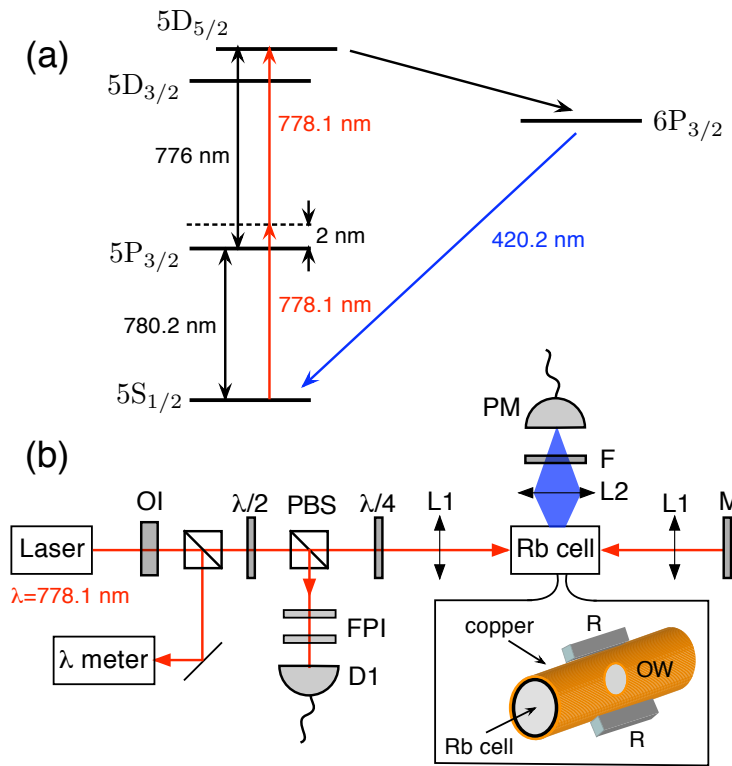 (a)
5D5/2
5D3/2
778.1 nm
6P3/2
776 nm
2 nm
5P3/2
420.2 nm
778.1 nm
780.2 nm
5S1/2
(b)
PM
F
L2
OI
λ/2
PBS
λ/4
L1
L1
M
Laser
Rb cell
λ=778.1 nm
FPI
λ meter
D1
copper
R
OW
Rb cell
R